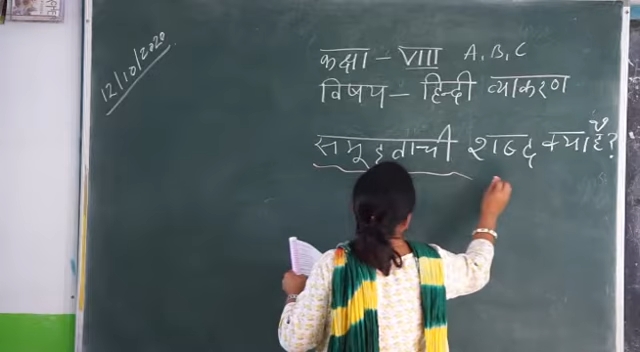 12/10/2020
कक्षा - VIII A, B, C
विषय - हिन्दी व्याकरण
समूहवाची शब्द क्या है?